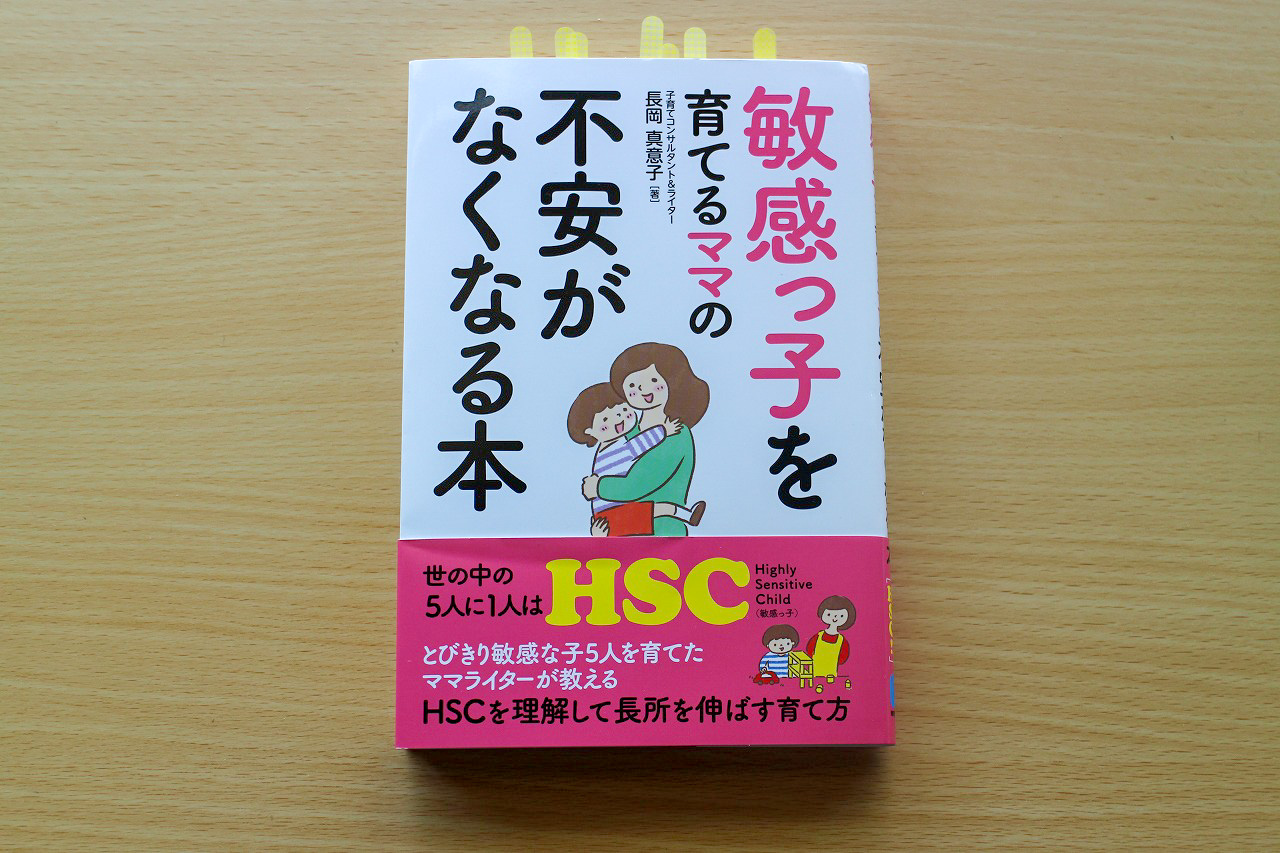 敏感っ子を
育てるママの
子育てコンサルタント&ライター
長岡 真意子［著］
不安が
なくなる本
世の中の
5人に1人は
HSC
Highly
Sensitive
Child
（敏感っ子）
とびきり敏感な子5人を育てた
ママライターが教える
HSCを理解して長所を伸ばす育て方